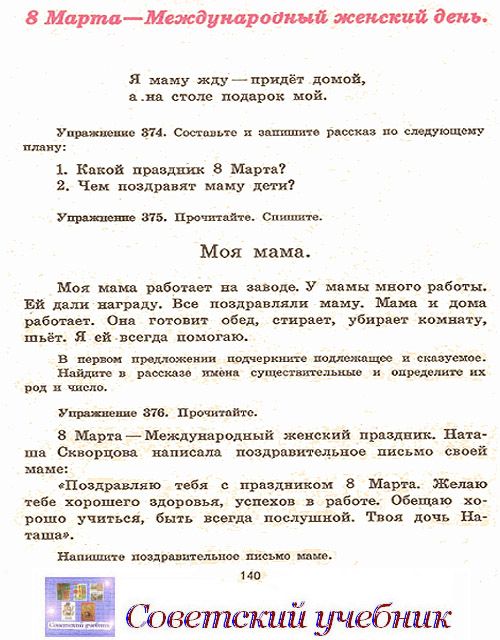 8 Марта—Международный женский день.
Я маму жду — придёт домой,
а на столе подарок мой.
Упражнение 374. Составьте и запишите рассказ по следующему
плану:
1. Какой праздник 8 Марта?
2. Чем поздравят маму дети?
Упражнение 375. Прочитайте. Спишите.
Моя мама.
Моя мама работает на заводе. У мамы много работы.
Ей дали награду. Все поздравляли маму. Мама и дома
работает. Она готовит обед, стирает, убирает комнату,
шьёт. Я ей всегда помогаю.
В первом предложении подчеркните подлежащее и сказуемое.
Найдите в рассказе имена существительные и определите их
род и число.
Упражнение 376. Прочитайте.
8 Марта — Международный женский праздник. Ната-
ша Скворцова написала поздравительное письмо своей
маме:
«Поздравляю тебя с праздником 8 Марта. Желаю
тебе хорошего здоровья, успехов в работе. Обещаю хо-
рошо учиться, быть всегда послушной. Твоя дочь На-
таша».
Напишите поздравительное письмо маме.
140
Советский учебник
Советский учебник